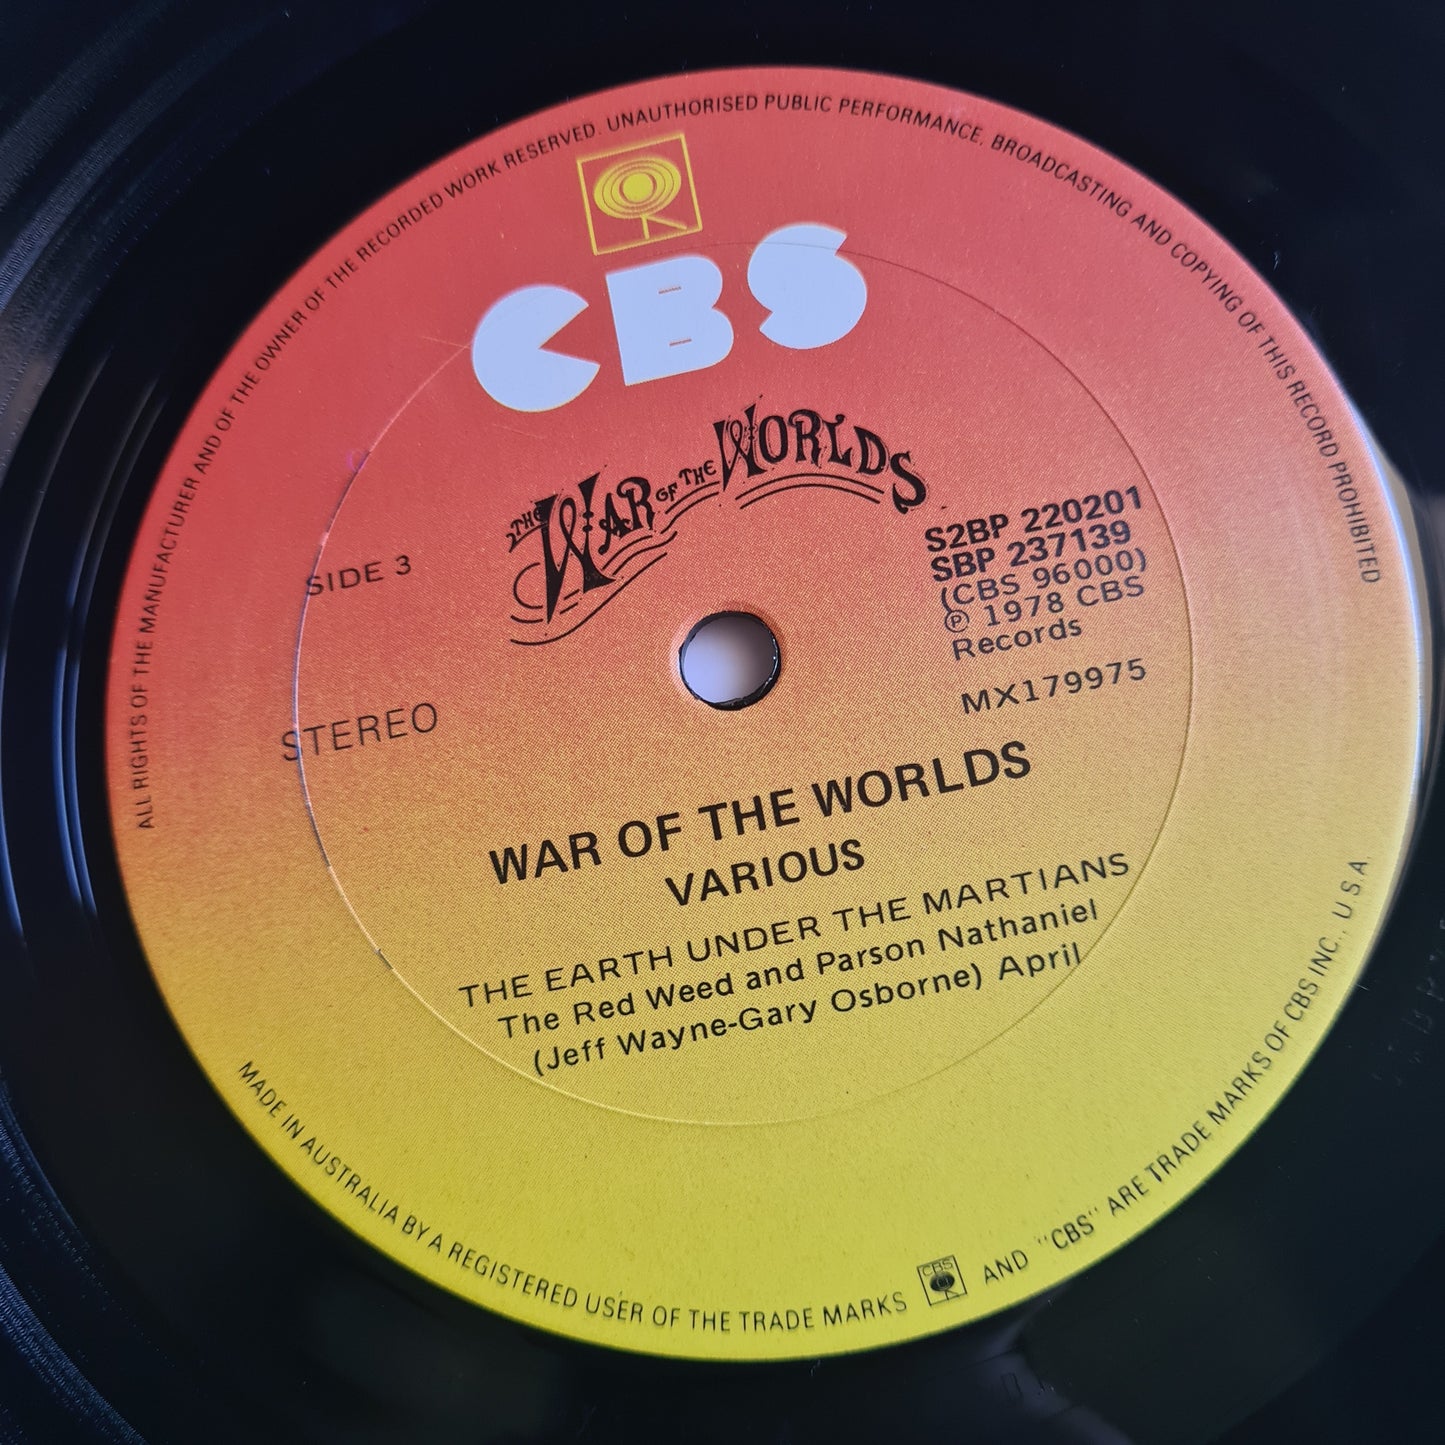 ALL RIGHTS OF THE MANUFACTURER AND OF THE OWNER OF THE RECORDED WORK RESERVED. UNAUTHORISED PUBLIC PERFORMANCE, BROADCASTING AND COPYING OF THIS RECORD PROHIBITED
CBS
THE WAR OF THE WORLDS
SIDE 3
STEREO
S2BP 220201
SBP 237139
(CBS 96000)
℗ 1978 CBS
Records
MX179975
WAR OF THE WORLDS
VARIOUS
THE EARTH UNDER THE MARTIANS
The Red Weed and Parson Nathaniel
(Jeff Wayne-Gary Osborne) April
MADE IN AUSTRALIA BY A REGISTERED USER OF THE TRADE MARKS CBS AND "CBS" ARE TRADE MARKS OF CBS INC., U.S.A.